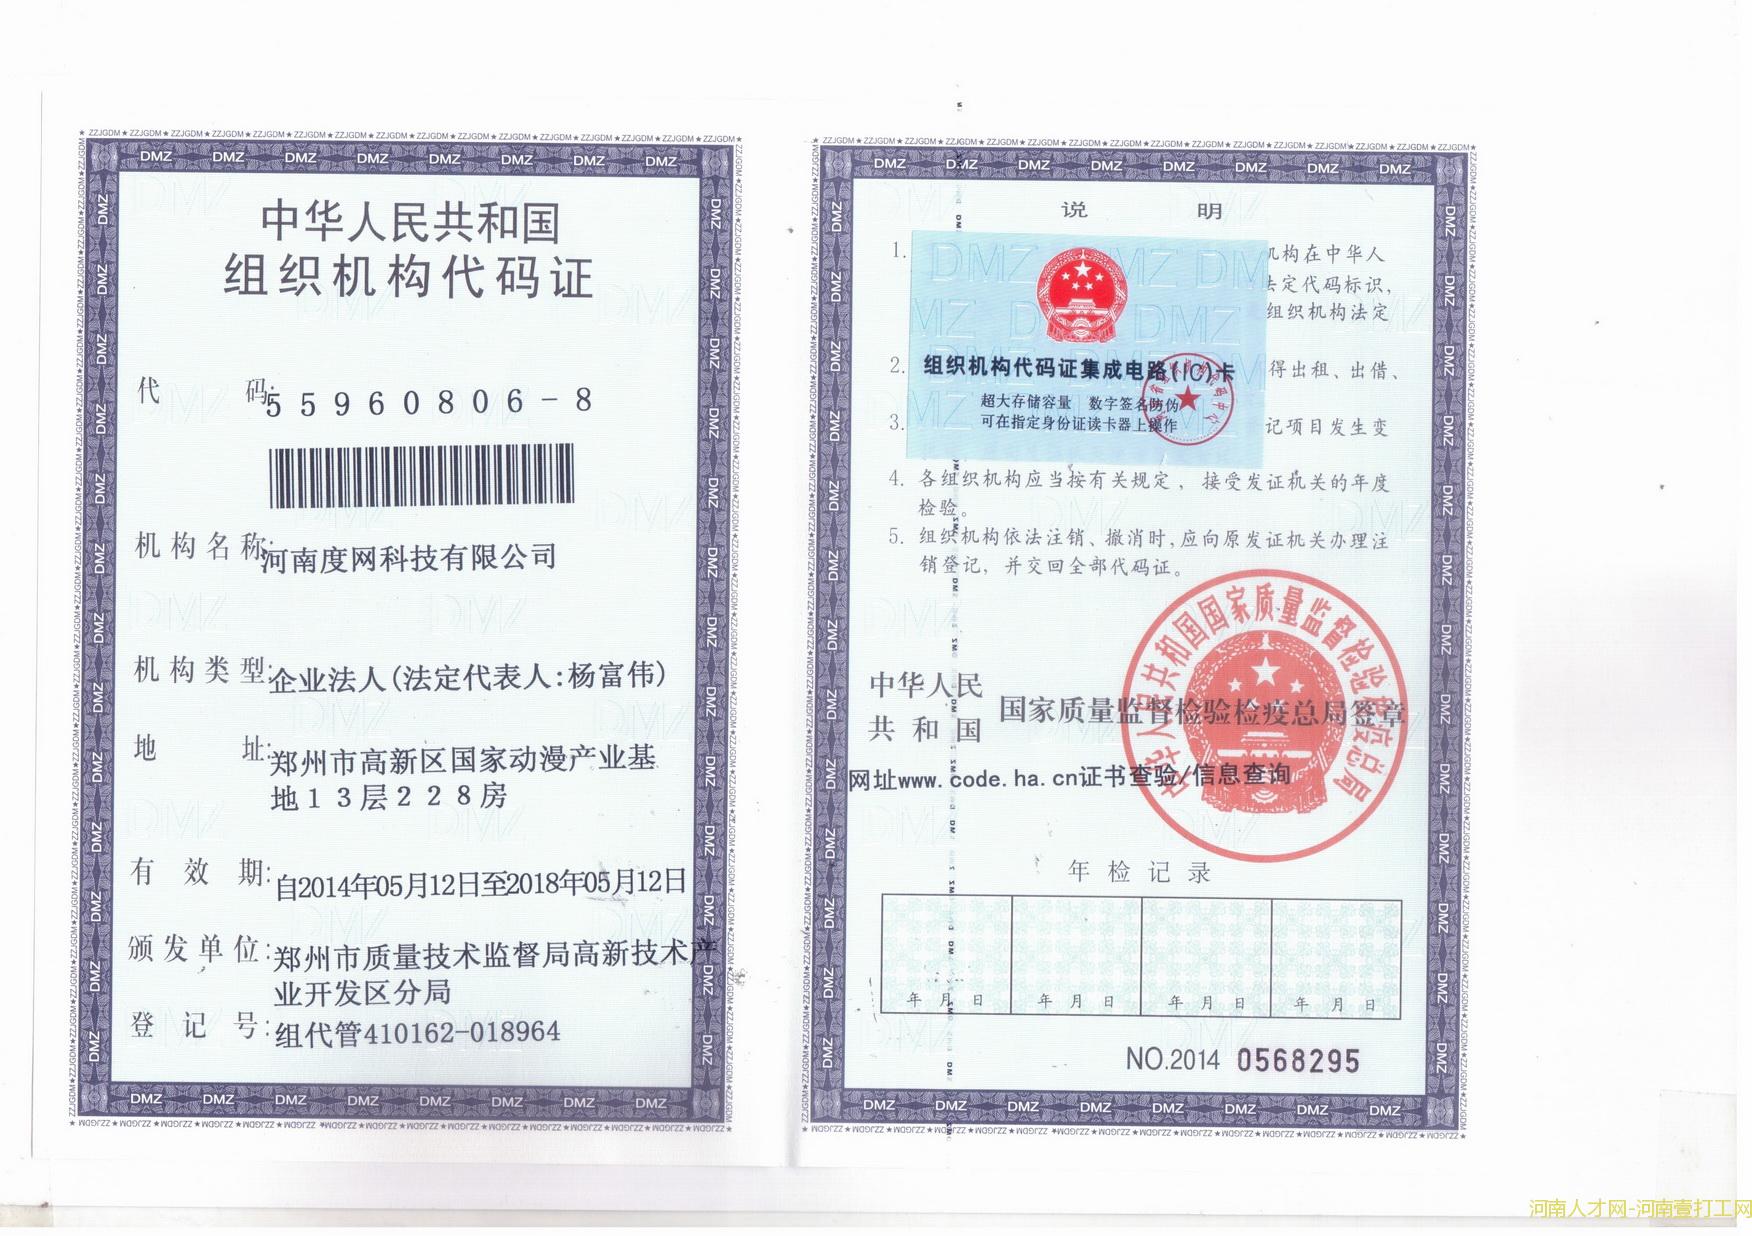 中华人民共和国
组织机构代码证
代 码: 55960806-8
机构名称: 河南度网科技有限公司
机构类型: 企业法人(法定代表人:杨富伟)
地 址: 郑州市高新区国家动漫产业基
地13层228房
有 效 期: 自2014年05月12日至2018年05月12日
颁发单位: 郑州市质量技术监督局高新技术产
业开发区分局
登 记 号: 组代管410162-018964
说 明
1.
机构在中华人
法定代码标识,
组织机构法定
2.
得出租、出借、
3.
记项目发生变
组织机构代码证集成电路(IC)卡
超大存储容量 数字签名防伪
可在指定身份证读卡器上操作
4. 各组织机构应当按有关规定,接受发证机关的年度
检验。
5. 组织机构依法注销、撤消时,应向原发证机关办理注
销登记,并交回全部代码证。
中华人民
共和国
国家质量监督检验检疫总局签章
中华人民共和国国家质量监督检验检疫总局
网址www.code.ha.cn证书查验/信息查询
年检记录
年 月 日 年 月 日 年 月 日 年 月 日
NO.2014 0568295
河南人才网-河南壹打工网